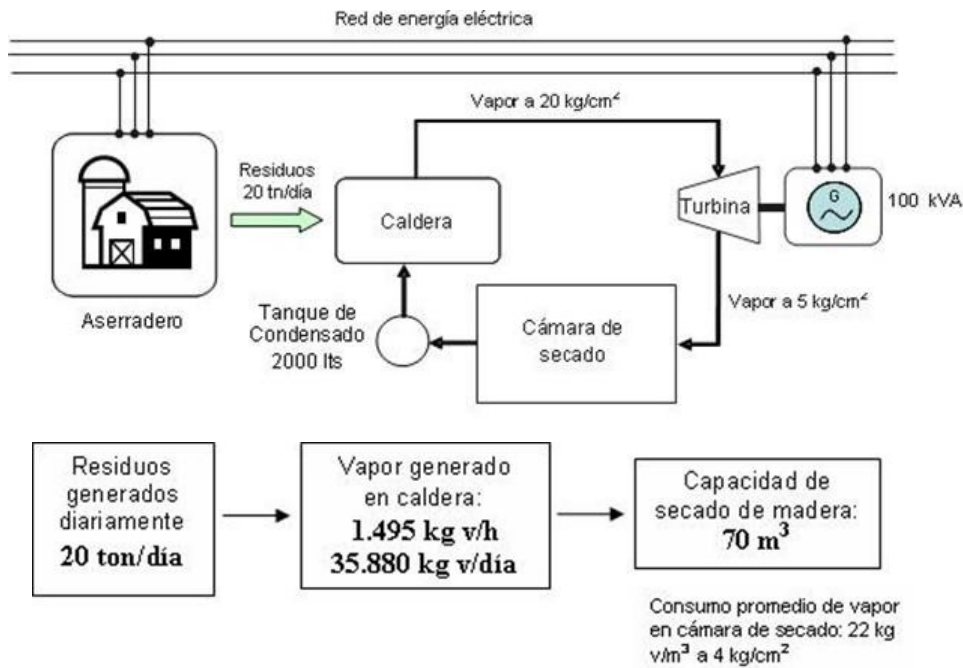 Red de energía eléctrica
Vapor a 20 kg/cm²
Residuos
20 tn/día
Caldera
Turbina
G
100 kVA
Aserradero
Tanque de
Condensado
2000 lts
Cámara de
secado
Vapor a 5 kg/cm²
Residuos
generados
diariamente
20 ton/día
Vapor generado
en caldera:
1.495 kg v/h
35.880 kg v/día
Capacidad de
secado de madera:
70 m³
Consumo promedio de vapor
en cámara de secado: 22 kg
v/m³ a 4 kg/cm²